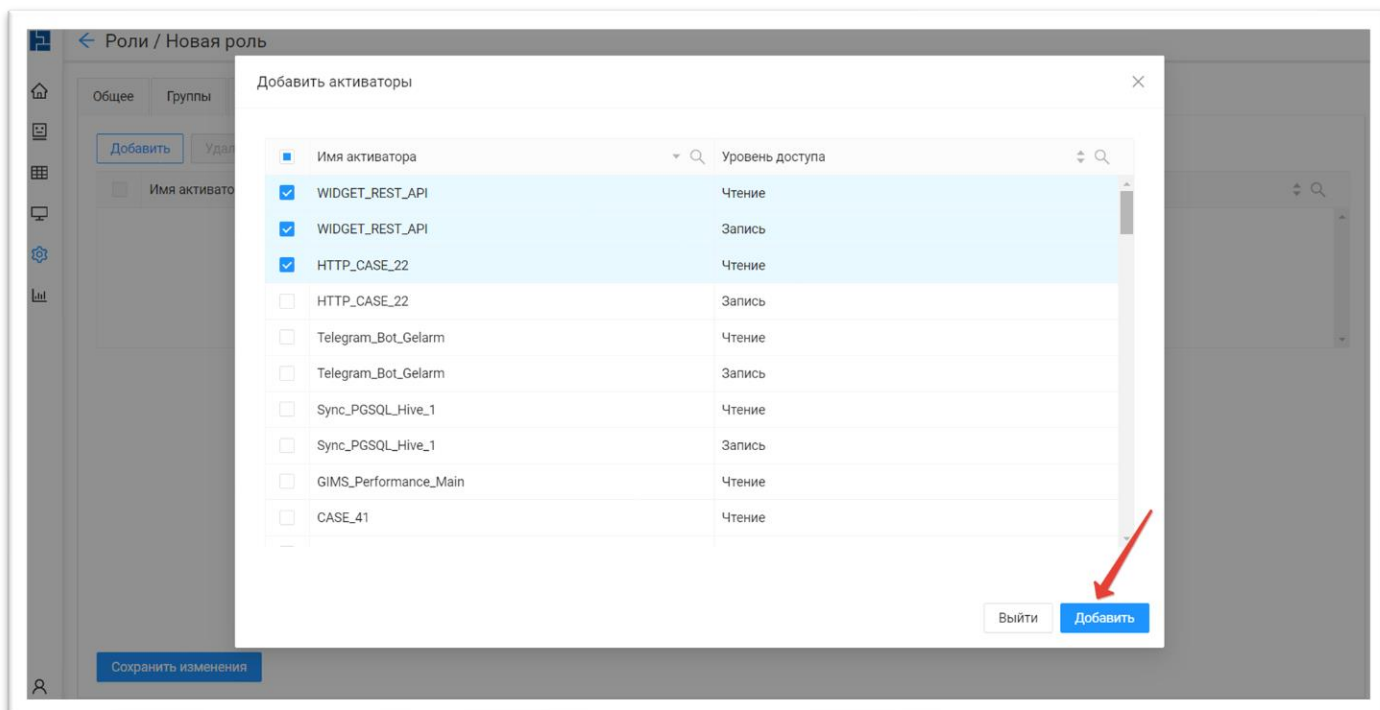 Роли / Новая роль
Добавить активаторы
Общее Группы
Добавить Удал
Имя активато
Имя активатора Уровень доступа
WIDGET_REST_API Чтение
WIDGET_REST_API Запись
HTTP_CASE_22 Чтение
HTTP_CASE_22 Запись
Telegram_Bot_Gelarm Чтение
Telegram_Bot_Gelarm Запись
Sync_PGSQL_Hive_1 Чтение
Sync_PGSQL_Hive_1 Запись
GIMS_Performance_Main Чтение
CASE_41 Чтение
Выйти Добавить
Сохранить изменения